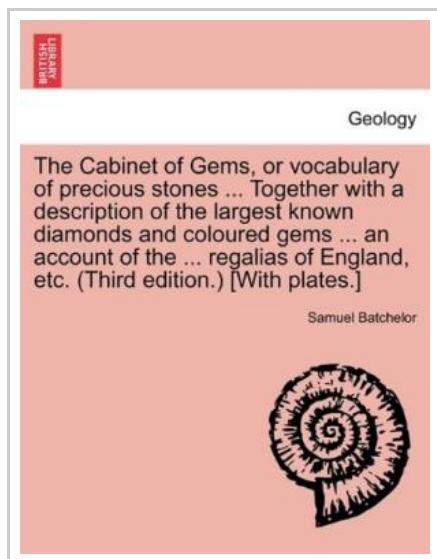 BRITISH
LIBRARY
Geology
The Cabinet of Gems, or vocabulary
of precious stones ... Together with a
description of the largest known
diamonds and coloured gems ... an
account of the ... regalias of England,
etc. (Third edition.) [With plates.]
Samuel Batchelor